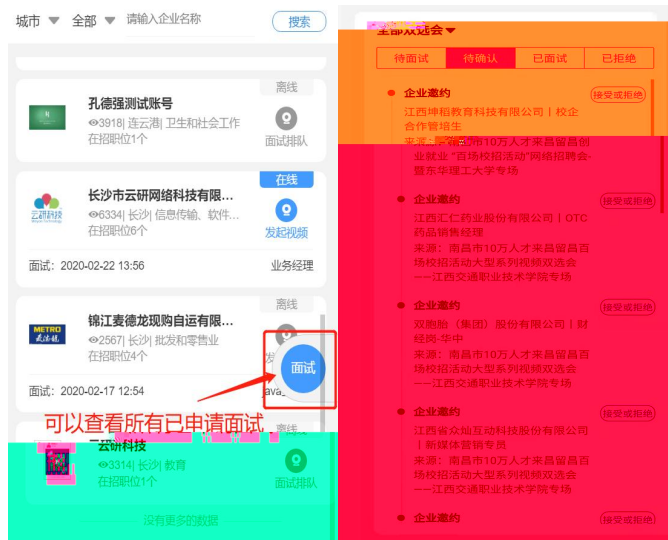 城市 ▼ 全部 ▼ 请输入企业名称 搜索
离线
孔德强测试账号
3918| 连云港| 卫生和社会工作
在招职位1个
面试排队
在线
长沙市云研网络科技有限...
6334| 长沙| 信息传输、软件...
在招职位6个
发起视频
云研科技
面试：2020-02-22 13:56 业务经理
离线
锦江麦德龙现购自运有限...
METRO
麦德龙
2567| 长沙| 批发和零售业
在招职位4个
面试
面试：2020-02-17 12:54
可以查看所有已申请面试
离线
云研科技
3314| 长沙| 教育
在招职位1个
面试排队
没有更多的数据
全部双选会
待面试 待确认 已面试 已拒绝
企业邀约 接受或拒绝
江西坤稻教育科技有限公司｜校企
合作管培生
市10万人才来昌留昌创
业就业 “百场校招活动”网络招聘会-
暨东华理工大学专场
企业邀约 接受或拒绝
江西汇仁药业股份有限公司｜OTC
药品销售经理
来源：南昌市10万人才来昌留昌百
场校招活动大型系列视频双选会
——江西交通职业技术学院专场
企业邀约 接受或拒绝
双胞胎（集团）股份有限公司｜财
经岗-华中
来源：南昌市10万人才来昌留昌百
场校招活动大型系列视频双选会
——江西交通职业技术学院专场
企业邀约 接受或拒绝
江西省众灿互动科技股份有限公司
｜新媒体营销专员
来源：南昌市10万人才来昌留昌百
场校招活动大型系列视频双选会
——江西交通职业技术学院专场
企业邀约 接受或拒绝